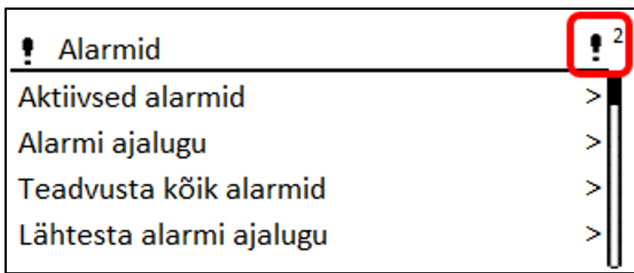 ! Alarmid ! 2
Aktiivsed alarmid >
Alarmi ajalugu >
Teadvusta kõik alarmid >
Lähtesta alarmi ajalugu >